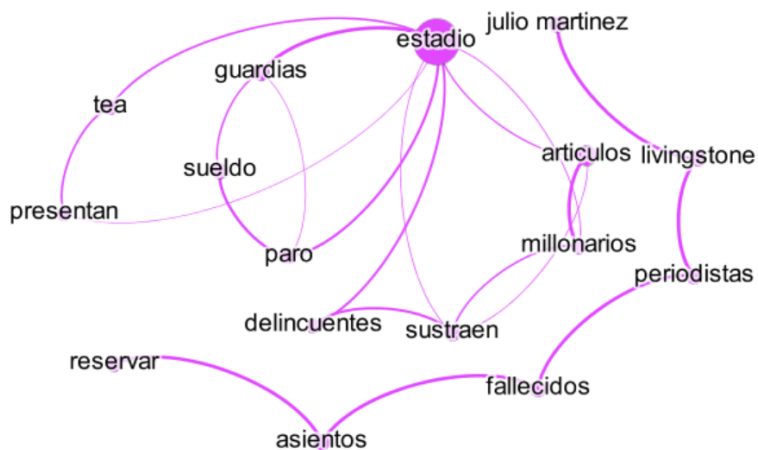 julio martinez
estadio
guardias
tea
articulos
livingstone
sueldo
presentan
millonarios
paro
periodistas
delincuentes
sustraen
reservar
fallecidos
asientos